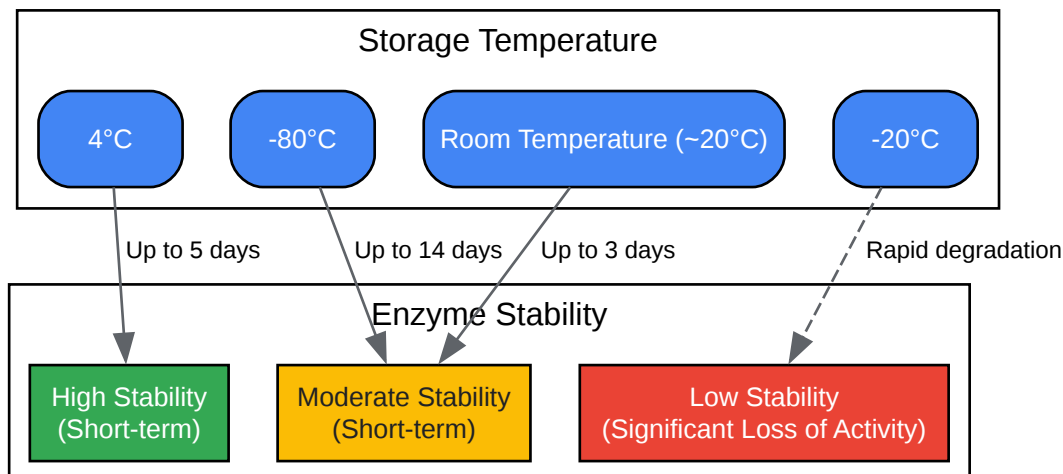 Storage Temperature
4°C
-80°C
Room Temperature (~20°C)
-20°C
Up to 5 days
Up to 14 days
Up to 3 days
Rapid degradation
Enzyme Stability
High Stability
(Short-term)
Moderate Stability
(Short-term)
Low Stability
(Significant Loss of Activity)